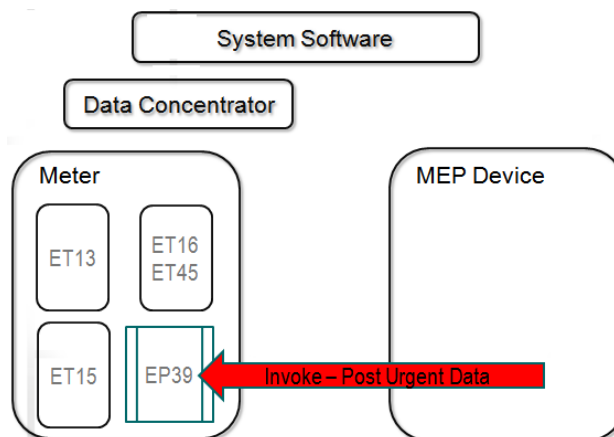 System Software
Data Concentrator
Meter
MEP Device
ET13
ET16
ET45
ET15
EP39
Invoke – Post Urgent Data